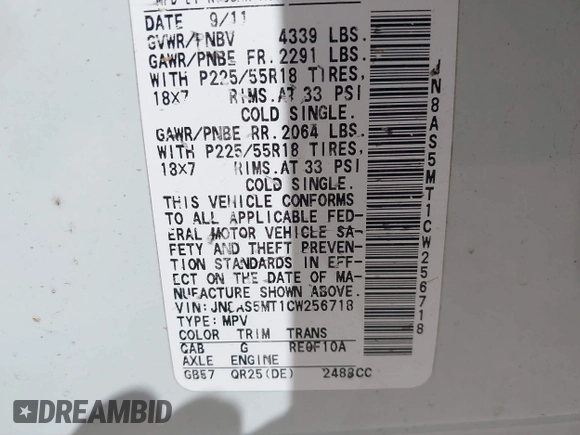 DATE 9/11
GVWR/PNBV 4339 LBS.
GAWR/PNBE FR. 2291 LBS.
WITH P225/55R18 TIRES,
18X7 RIMS. AT 33 PSI
COLD SINGLE.
GAWR/PNBE RR. 2064 LBS.
WITH P225/55R18 TIRES,
18X7 RIMS. AT 33 PSI
COLD SINGLE.
THIS VEHICLE CONFORMS
TO ALL APPLICABLE FED-
ERAL MOTOR VEHICLE SA-
FETY AND THEFT PREVEN-
TION STANDARDS IN EFF-
ECT ON THE DATE OF MA-
NUFACTURE SHOWN ABOVE.
VIN: JN8AS5MT1CW256718
TYPE: MPV
COLOR TRIM TRANS
GAB G RE0F10A
AXLE ENGINE
GB57 QR25(DE) 2488CC
JN8AS5MT1CW256718
DREAMBID
dreambid.com